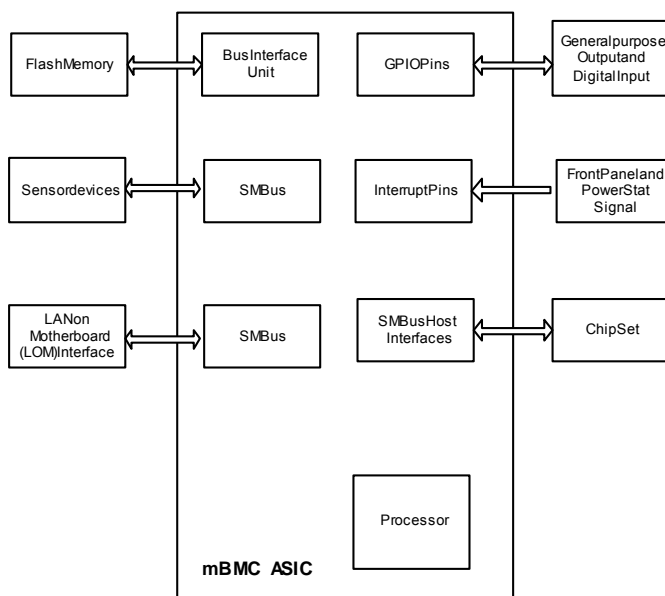 FlashMemory
BusInterface
Unit
GPIOPins
Generalpurpose
Outputand
DigitalInput
Sensordevices
SMBus
InterruptPins
FrontPaneland
PowerStat
Signal
LANon
Motherboard
(LOM)Interface
SMBus
SMBusHost
Interfaces
ChipSet
Processor
mBMC ASIC